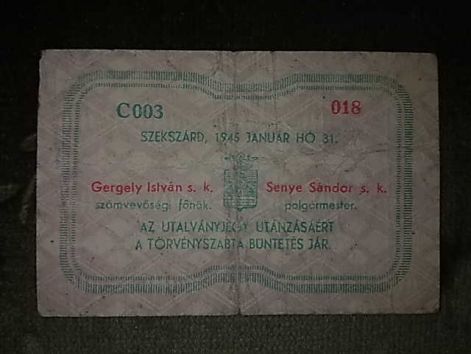 C003 018
SZEKSZÁRD, 1945 JANUÁR HÓ 31.
Gergely István s. k. Senye Sándor s. k.
számvevőségi főnök. polgármester.
AZ UTALVÁNYJEGY UTÁNZÁSÁÉRT
A TÖRVÉNYSZABTA BÜNTETÉS JÁR.